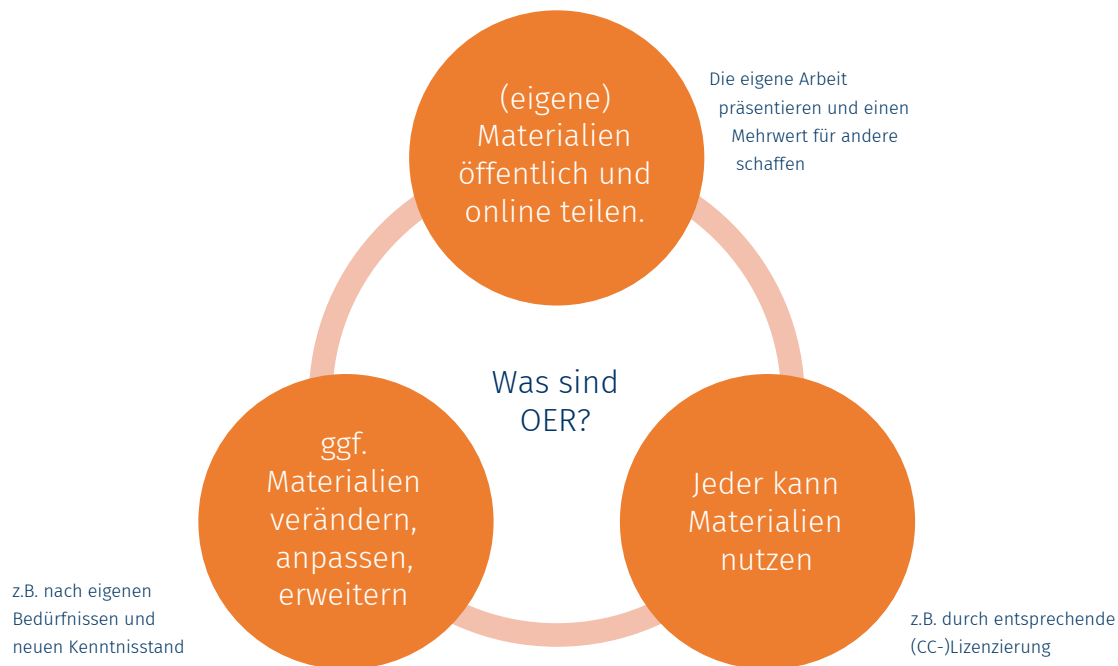 (eigene)
Materialien
öffentlich und
online teilen.
Die eigene Arbeit
präsentieren und einen
Mehrwert für andere
schaffen
Was sind
OER?
ggf.
Materialien
verändern,
anpassen,
erweitern
z.B. nach eigenen
Bedürfnissen und
neuen Kenntnisstand
Jeder kann
Materialien
nutzen
z.B. durch entsprechende
(CC-)Lizenzierung